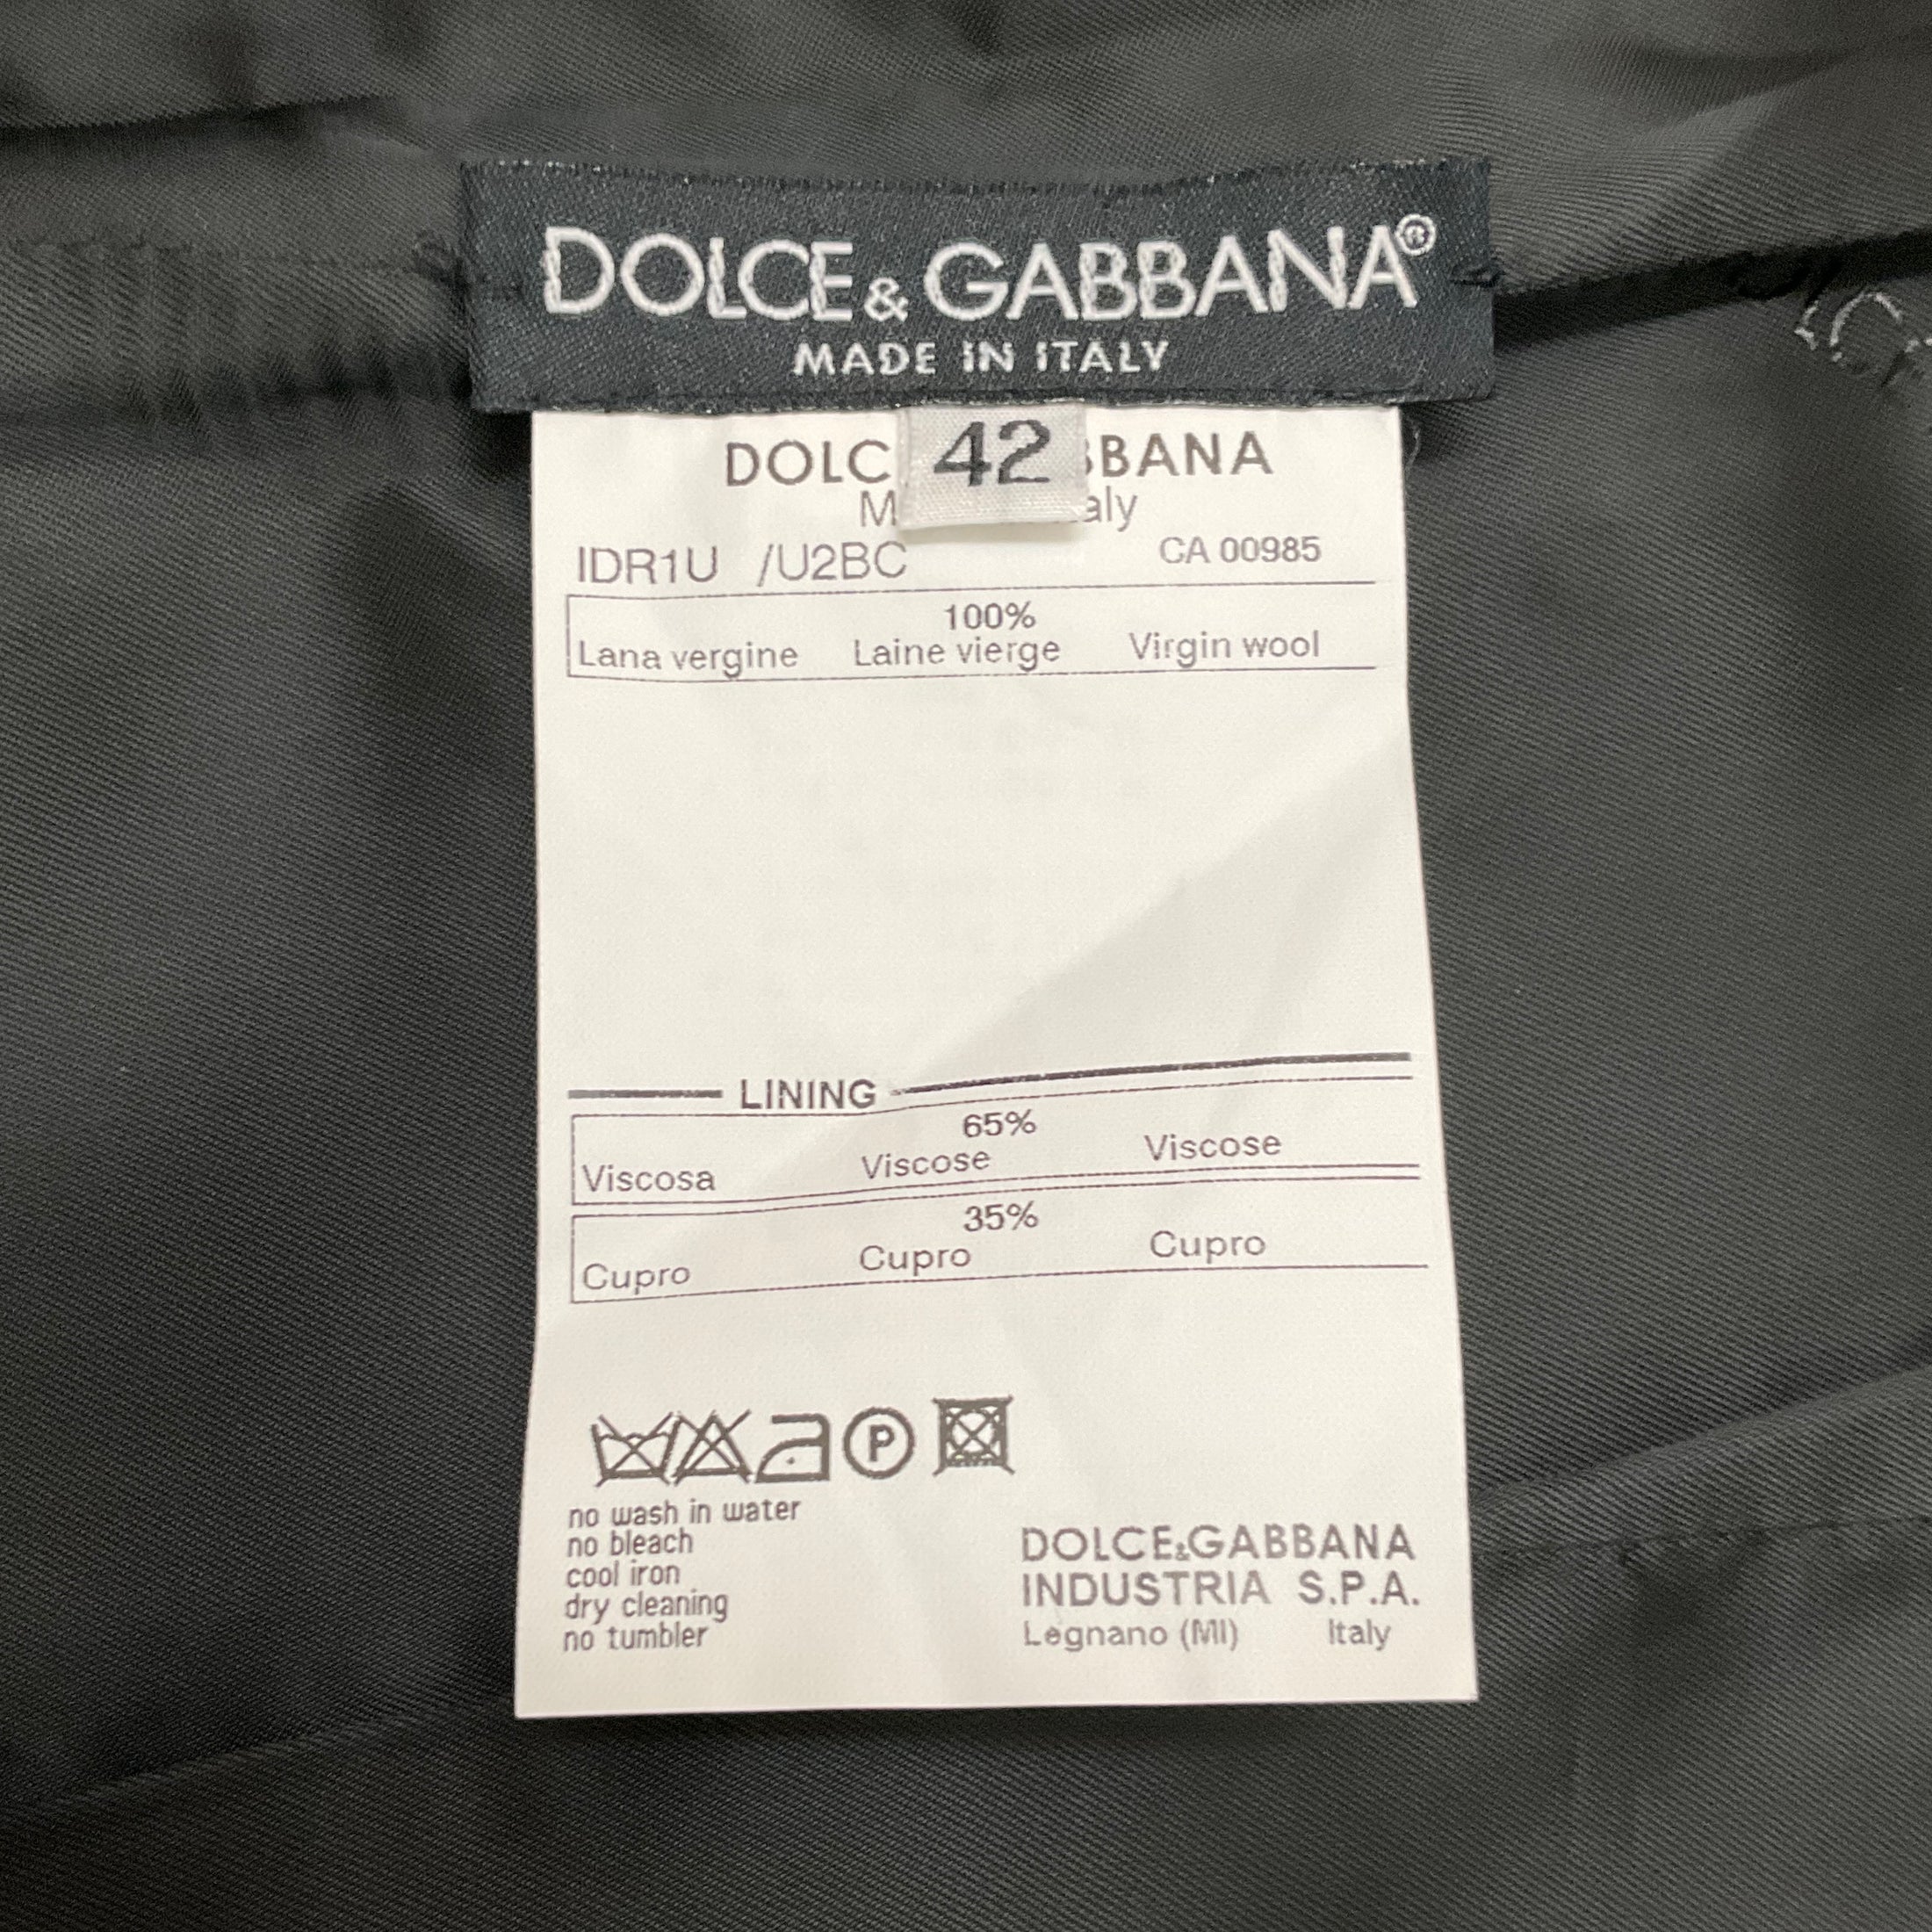 DOLCE & GABBANA®
MADE IN ITALY
42
DOLC BBANA
M aly
IDR1U /U2BC CA 00985
100%
Lana vergine Laine vierge Virgin wool
LINING
65%
Viscosa Viscose Viscose
35%
Cupro Cupro Cupro
P
no wash in water
no bleach
cool iron
dry cleaning
no tumbler
DOLCE&GABBANA
INDUSTRIA S.P.A.
Legnano (MI) Italy